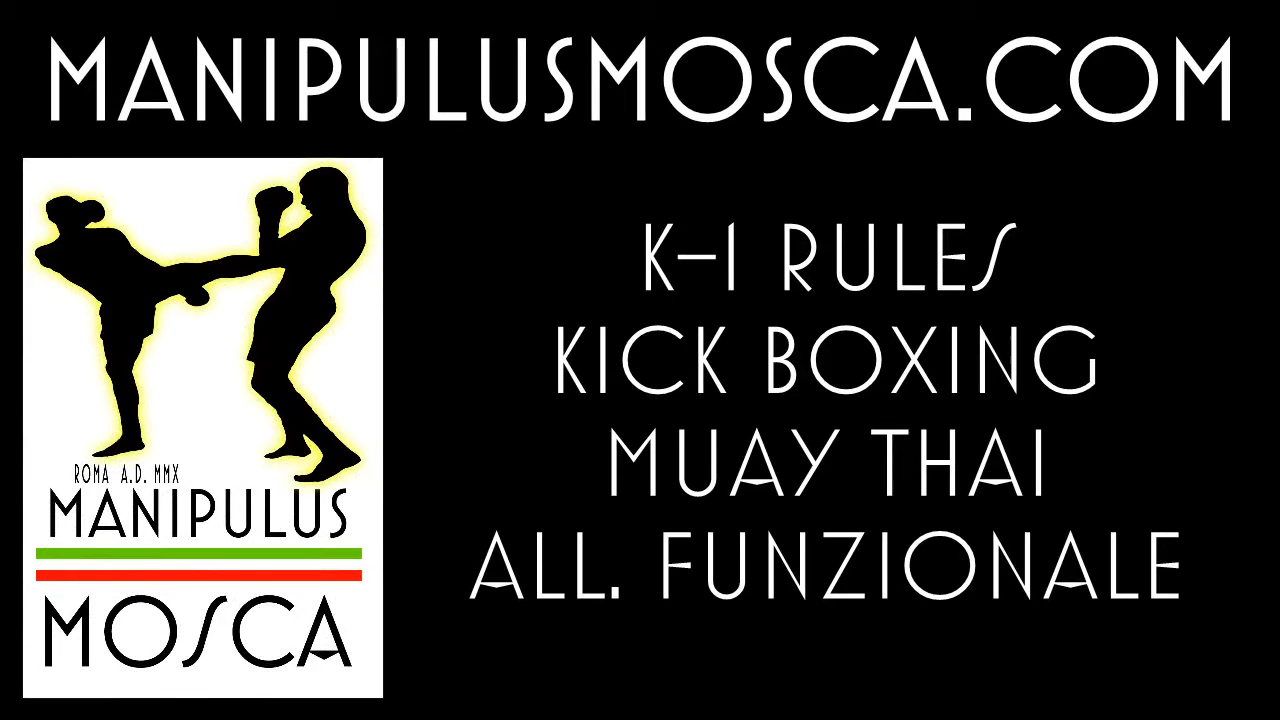 MANIPULUSMOSCA.COM
K-1 RULES
KICK BOXING
MUAY THAI
ALL. FUNZIONALE
ROMA A.D. MMX
MANIPULUS
MOSCA